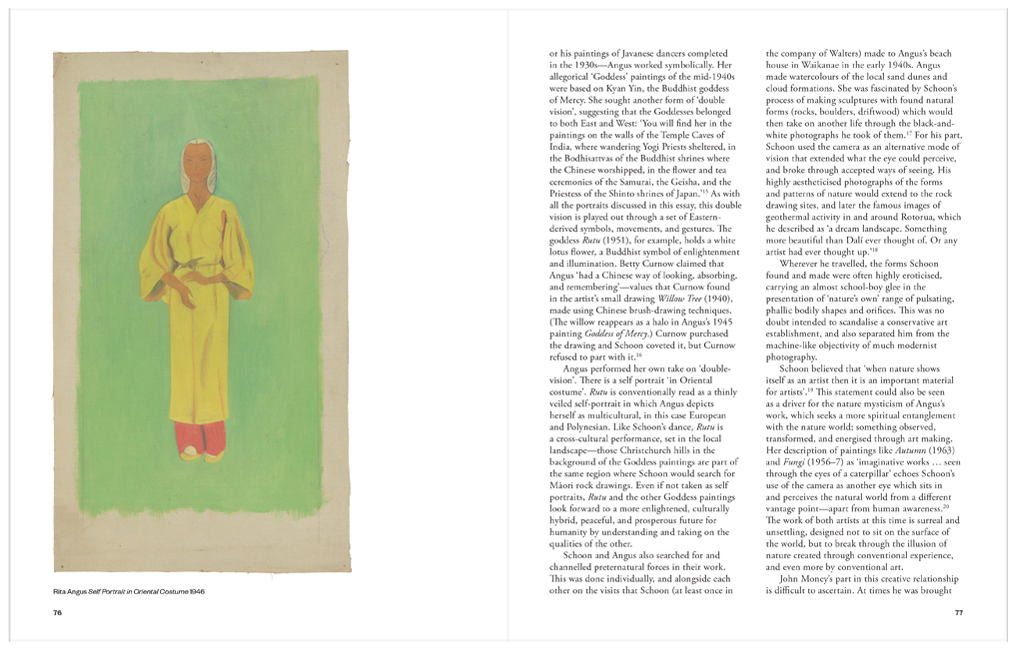 Rita Angus Self Portrait in Oriental Costume 1946
76
or his paintings of Javanese dancers completed
in the 1930s—Angus worked symbolically. Her
allegorical ‘Goddess’ paintings of the mid-1940s
were based on Kyan Yin, the Buddhist goddess
of Mercy. She sought another form of ‘double
vision’, suggesting that the Goddesses belonged
to both East and West: ‘You will find her in the
paintings on the walls of the Temple Caves of
India, where wandering Yogi Priests sheltered, in
the Bodhisattvas of the Buddhist shrines where
the Chinese worshipped, in the flower and tea
ceremonies of the Samurai, the Geisha, and the
Priestess of the Shinto shrines of Japan.’15 As with
all the portraits discussed in this essay, this double
vision is played out through a set of Eastern-
derived symbols, movements, and gestures. The
goddess Rutu (1951), for example, holds a white
lotus flower, a Buddhist symbol of enlightenment
and illumination. Betty Curnow claimed that
Angus ‘had a Chinese way of looking, absorbing,
and remembering’—values that Curnow found
in the artist’s small drawing Willow Tree (1940),
made using Chinese brush-drawing techniques.
(The willow reappears as a halo in Angus’s 1945
painting Goddess of Mercy.) Curnow purchased
the drawing and Schoon coveted it, but Curnow
refused to part with it.16
Angus performed her own take on ‘double-
vision’. There is a self portrait ‘in Oriental
costume’. Rutu is conventionally read as a thinly
veiled self-portrait in which Angus depicts
herself as multicultural, in this case European
and Polynesian. Like Schoon’s dance, Rutu is
a cross-cultural performance, set in the local
landscape—those Christchurch hills in the
background of the Goddess paintings are part of
the same region where Schoon would search for
Māori rock drawings. Even if not taken as self
portraits, Rutu and the other Goddess paintings
look forward to a more enlightened, culturally
hybrid, peaceful, and prosperous future for
humanity by understanding and taking on the
qualities of the other.
Schoon and Angus also searched for and
channelled preternatural forces in their work.
This was done individually, and alongside each
other on the visits that Schoon (at least once in
the company of Walters) made to Angus’s beach
house in Waikanae in the early 1940s. Angus
made watercolours of the local sand dunes and
cloud formations. She was fascinated by Schoon’s
process of making sculptures with found natural
forms (rocks, boulders, driftwood) which would
then take on another life through the black-and-
white photographs he took of them.17 For his part,
Schoon used the camera as an alternative mode of
vision that extended what the eye could perceive,
and broke through accepted ways of seeing. His
highly aestheticised photographs of the forms
and patterns of nature would extend to the rock
drawing sites, and later the famous images of
geothermal activity in and around Rotorua, which
he described as ‘a dream landscape. Something
more beautiful than Dalí ever thought of. Or any
artist had ever thought up.’18
Wherever he travelled, the forms Schoon
found and made were often highly eroticised,
carrying an almost school-boy glee in the
presentation of ‘nature’s own’ range of pulsating,
phallic bodily shapes and orifices. This was no
doubt intended to scandalise a conservative art
establishment, and also separated him from the
machine-like objectivity of much modernist
photography.
Schoon believed that ‘when nature shows
itself as an artist then it is an important material
for artists’.19 This statement could also be seen
as a driver for the nature mysticism of Angus’s
work, which seeks a more spiritual entanglement
with the nature world; something observed,
transformed, and energised through art making.
Her description of paintings like Autumn (1963)
and Fungi (1956–7) as ‘imaginative works … seen
through the eyes of a caterpillar’ echoes Schoon’s
use of the camera as another eye which sits in
and perceives the natural world from a different
vantage point—apart from human awareness.20
The work of both artists at this time is surreal and
unsettling, designed not to sit on the surface of
the world, but to break through the illusion of
nature created through conventional experience,
and even more by conventional art.
John Money’s part in this creative relationship
is difficult to ascertain. At times he was brought
77